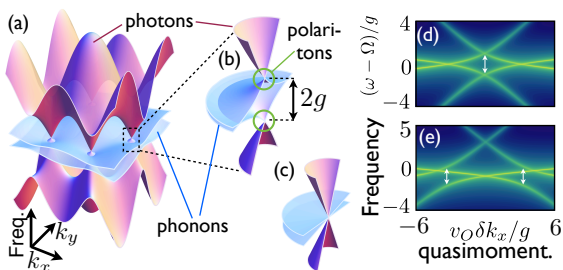 (a)
photons
(b)
polari-
tons
2g
(c)
phonons
Freq.
k_y
k_x
(d)
(ω − Ω)/g
4
0
−4
(e)
Frequency
5
0
−4
−6
v_O δk_x/g
6
quasimoment.